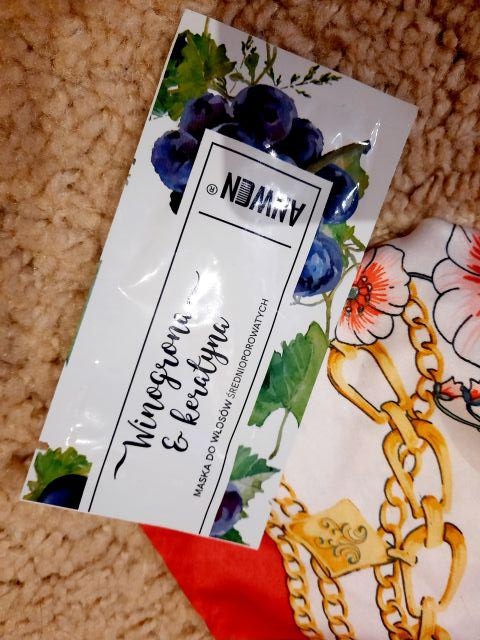 ANWEN®
Winogrona
& keratyna
MASKA DO WŁOSÓW ŚREDNIOPOROWATYCH